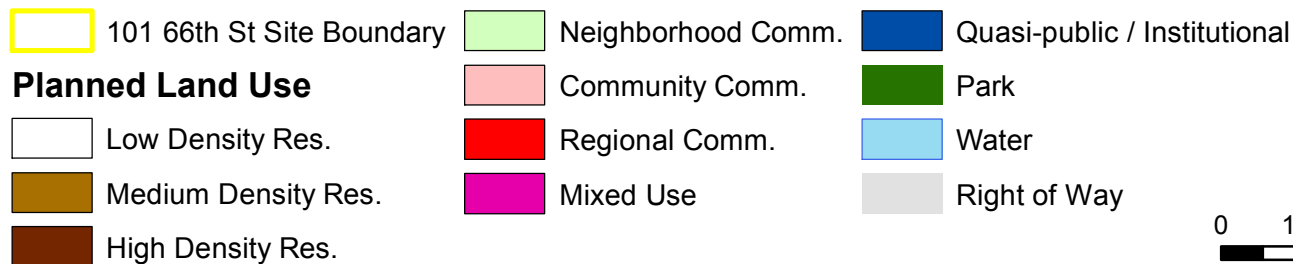 101 66th St Site Boundary
Planned Land Use
Low Density Res.
Medium Density Res.
High Density Res.
Neighborhood Comm.
Community Comm.
Regional Comm.
Mixed Use
Quasi-public / Institutional
Park
Water
Right of Way
0 1